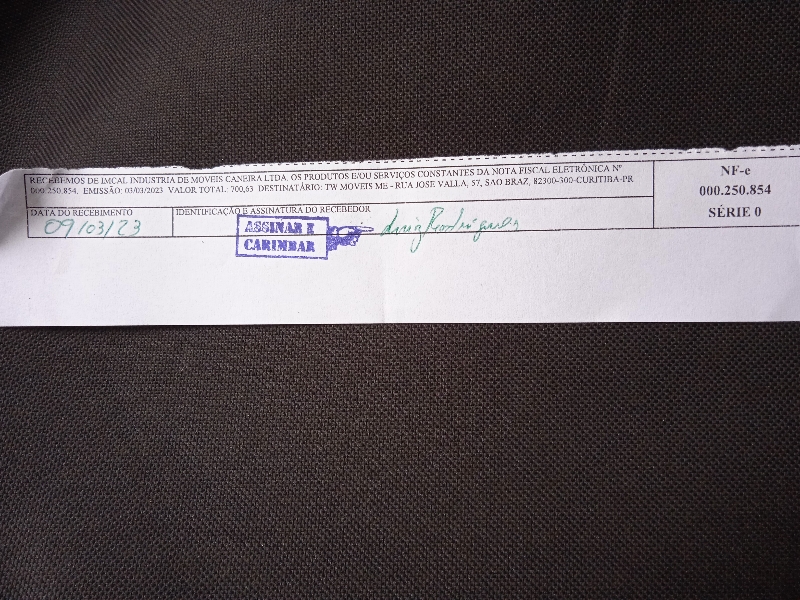 RECEBEMOS DE IMCAL INDUSTRIA DE MOVEIS CANEIRA LTDA. OS PRODUTOS E/OU SERVIÇOS CONSTANTES DA NOTA FISCAL ELETRÔNICA Nº
000.250.854, EMISSÃO: 03/03/2023 VALOR TOTAL: 700,63 DESTINATÁRIO: TW MOVEIS ME - RUA JOSE VALLA, 57, SAO BRAZ, 82300-300-CURITIBA-PR
NF-e
000.250.854
SÉRIE 0
DATA DO RECEBIMENTO
09/03/23
IDENTIFICAÇÃO E ASSINATURA DO RECEBEDOR
ASSINAR E
CARIMBAR
Luiz Rodrigues